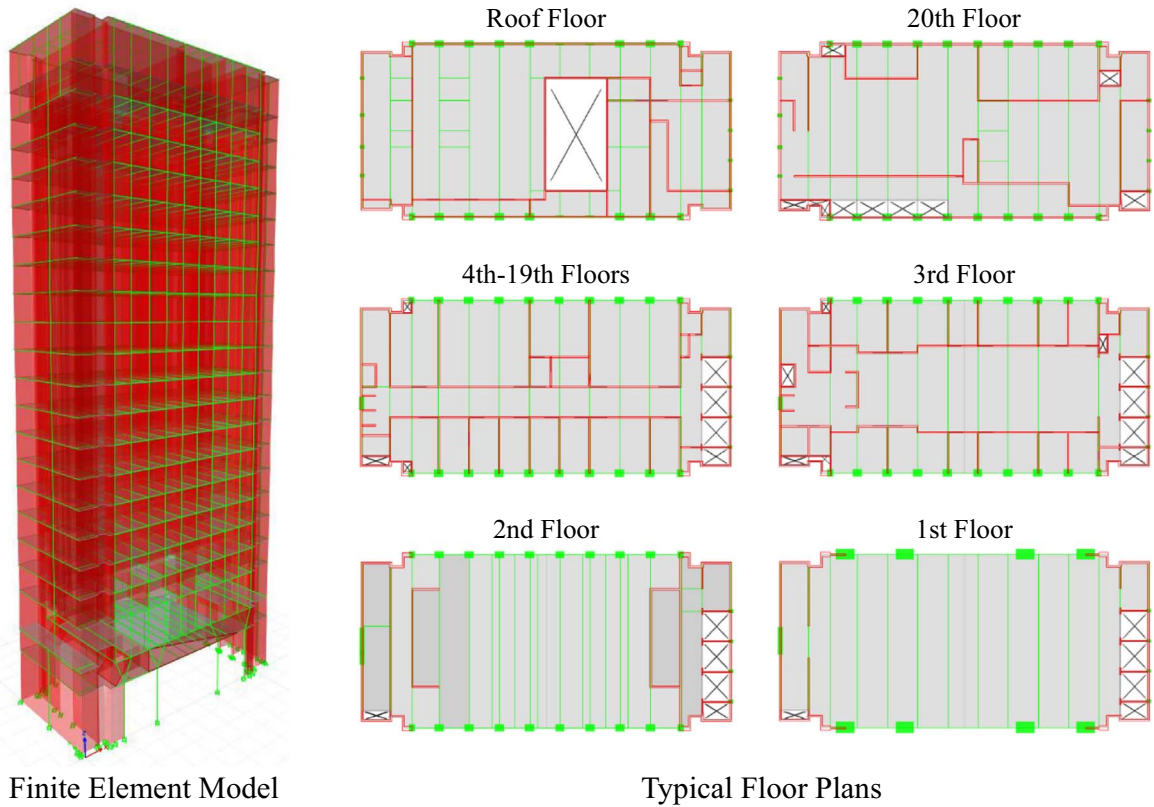 Roof Floor
20th Floor
4th-19th Floors
3rd Floor
2nd Floor
1st Floor
Finite Element Model
Typical Floor Plans